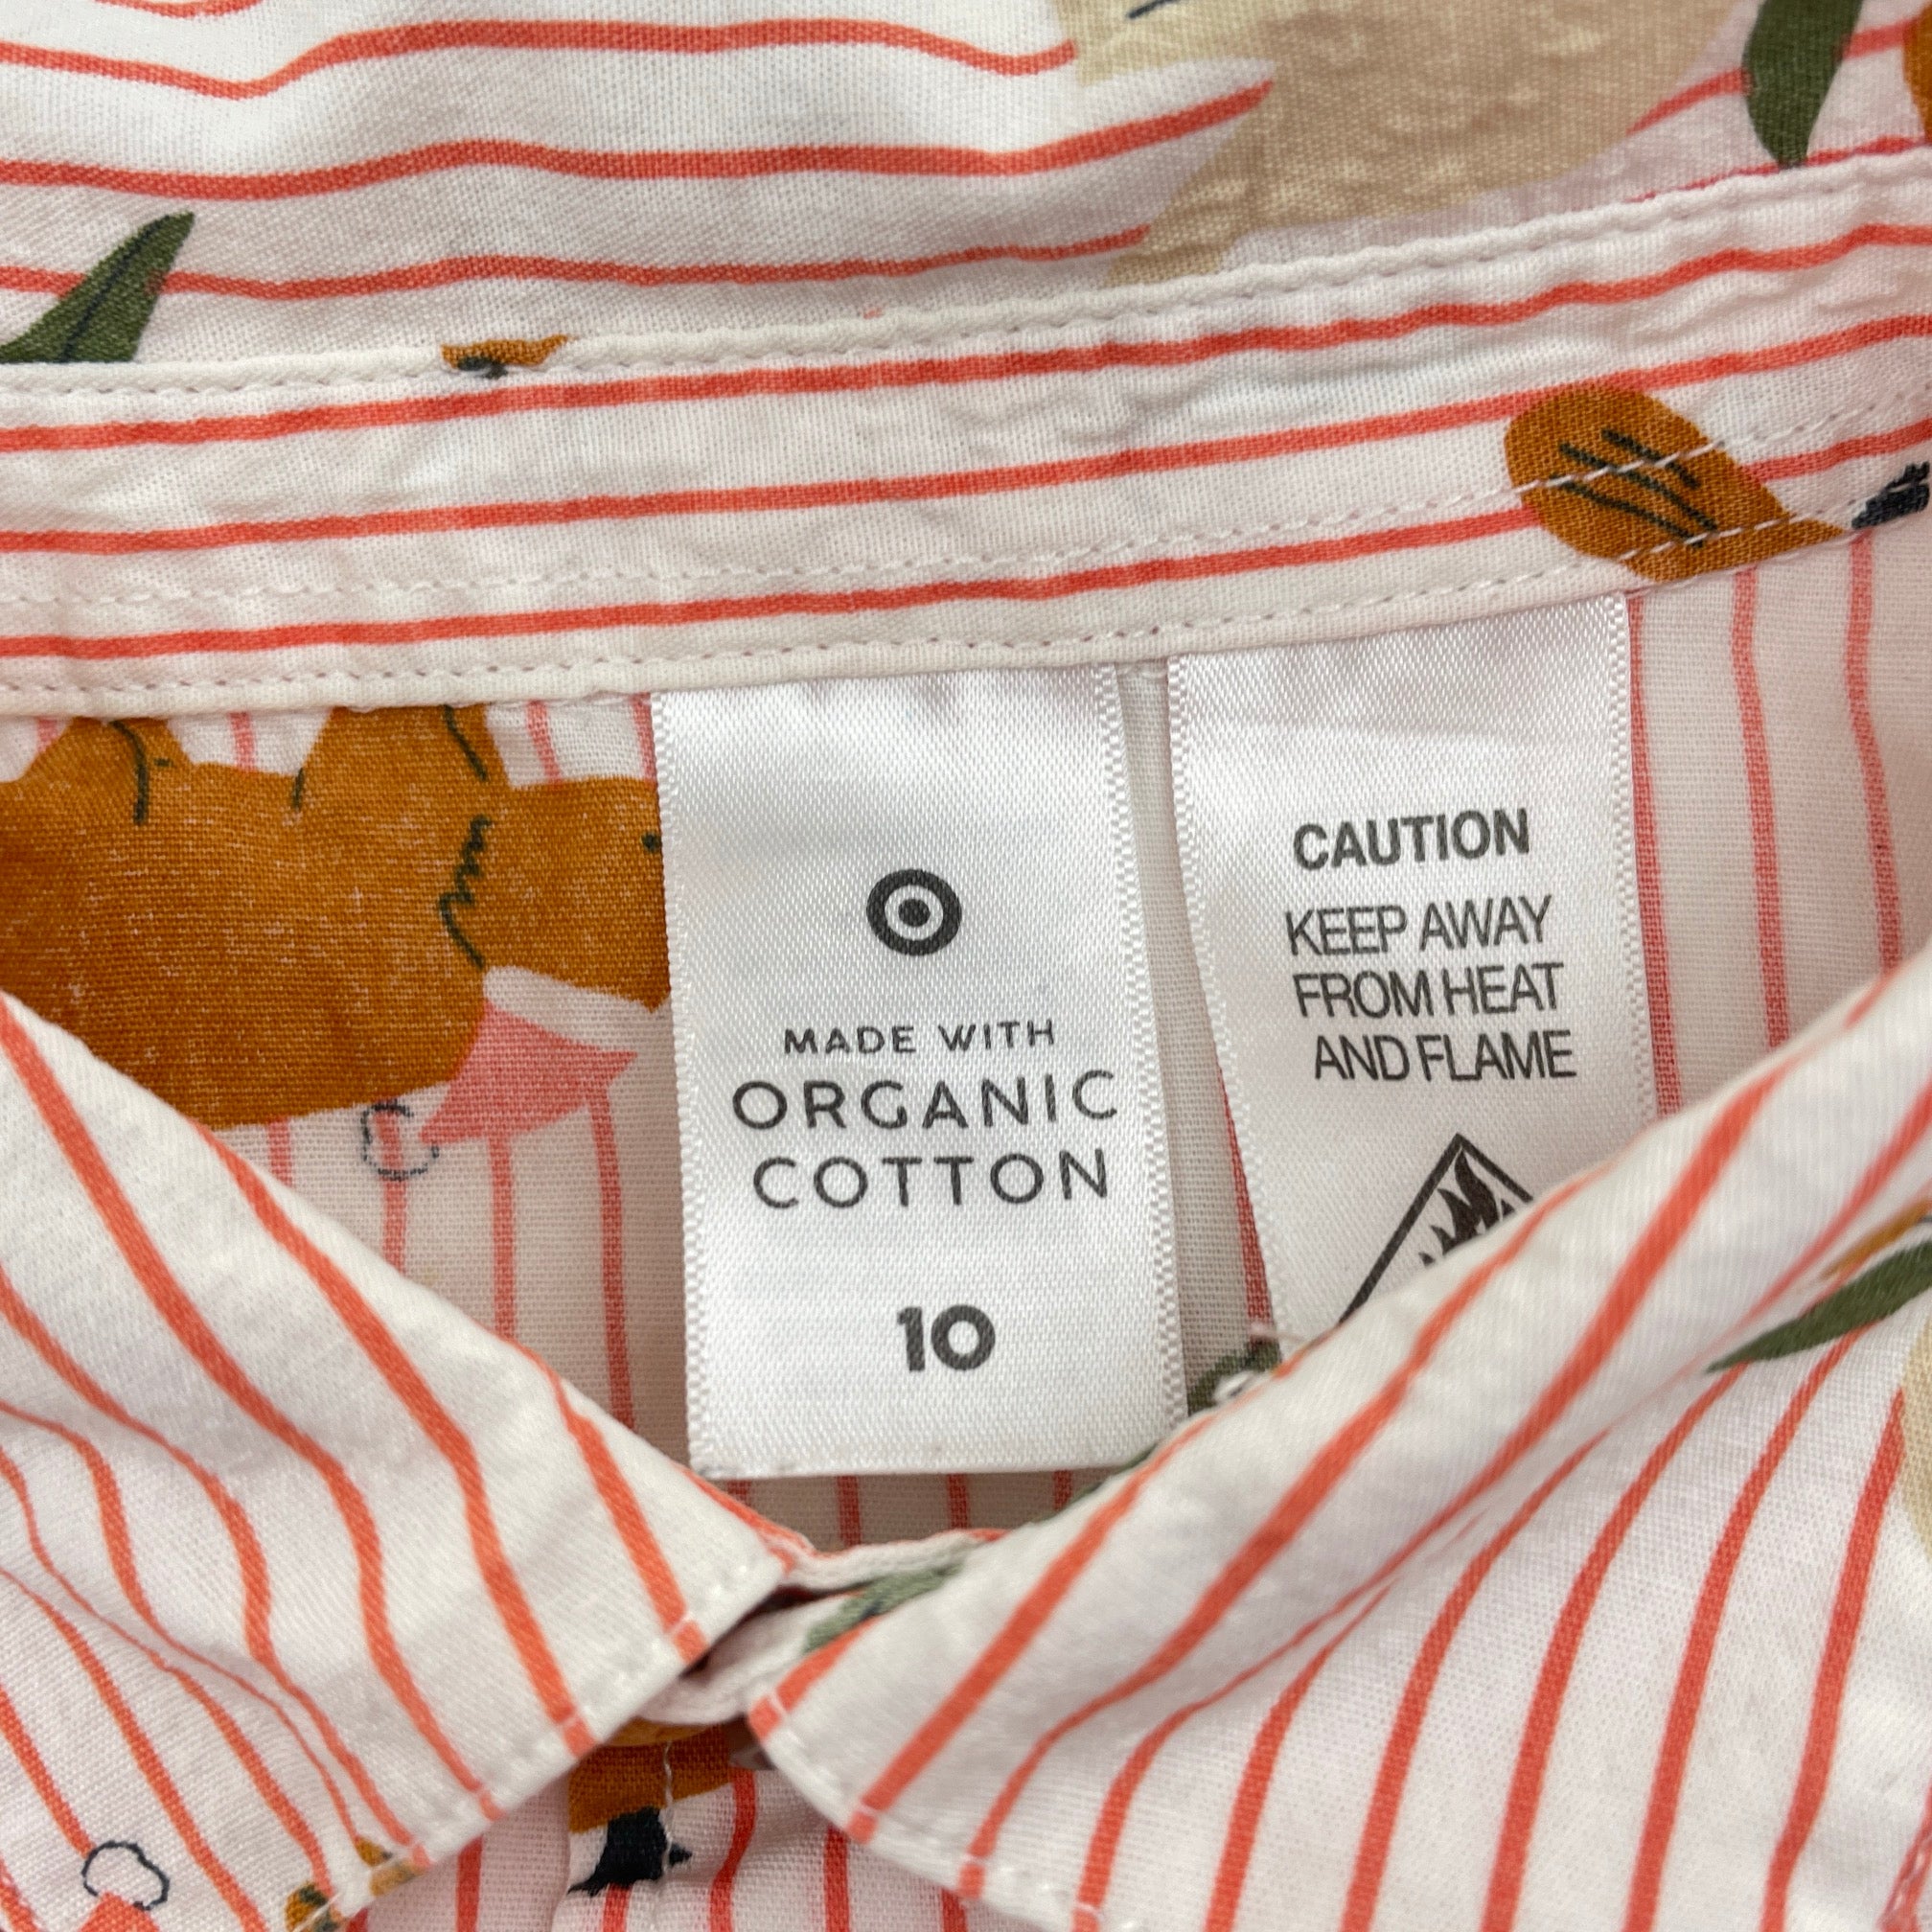 MADE WITH
ORGANIC
COTTON
10
CAUTION
KEEP AWAY
FROM HEAT
AND FLAME